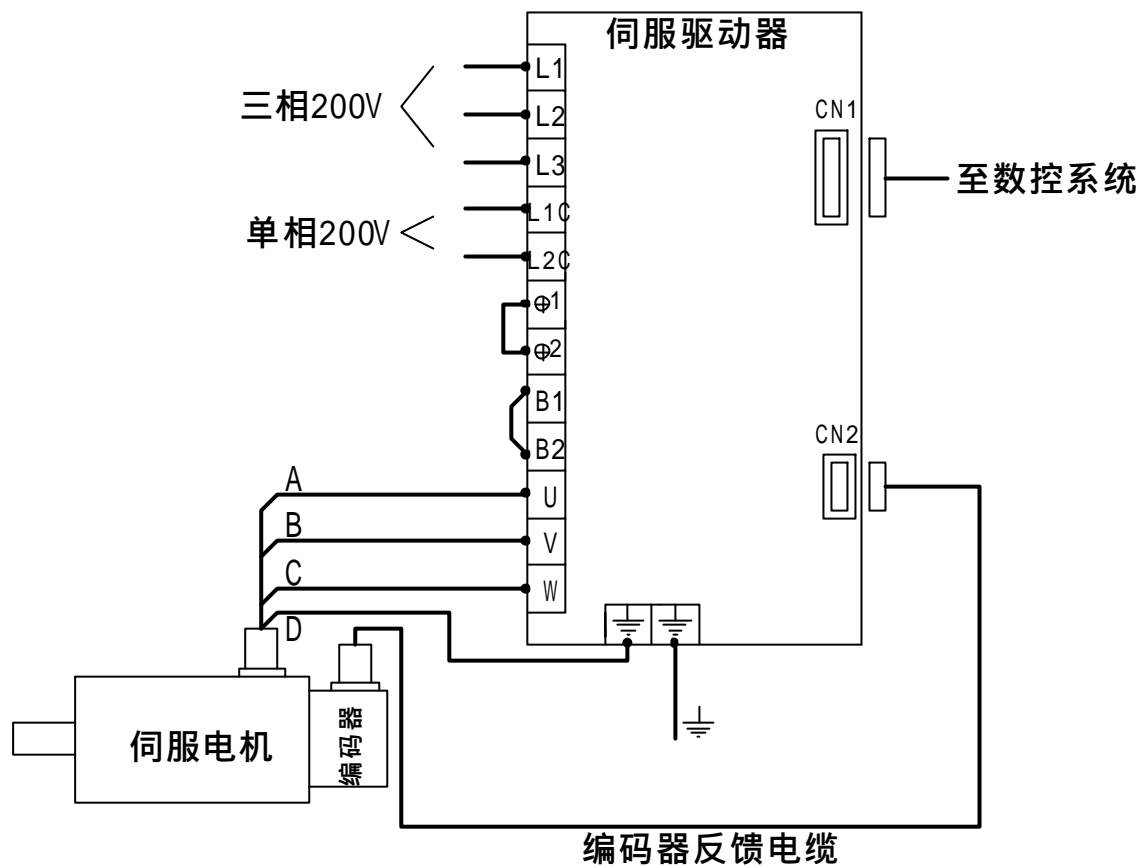 伺服驱动器
L1
三相200V
L2
CN1
L3
至数控系统
L1C
单相200V
L2C
⊕1
⊕2
B1
CN2
B2
A
U
B
V
C
W
D
伺服电机
编码器
编码器反馈电缆